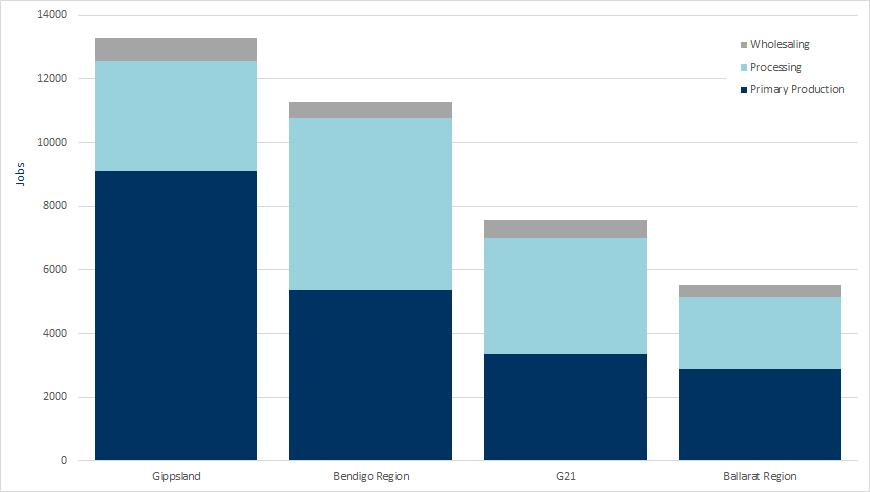 14000
12000
10000
8000
6000
4000
2000
0
Jobs
Wholesaling
Processing
Primary Production
Gippsland
Bendigo Region
G21
Ballarat Region